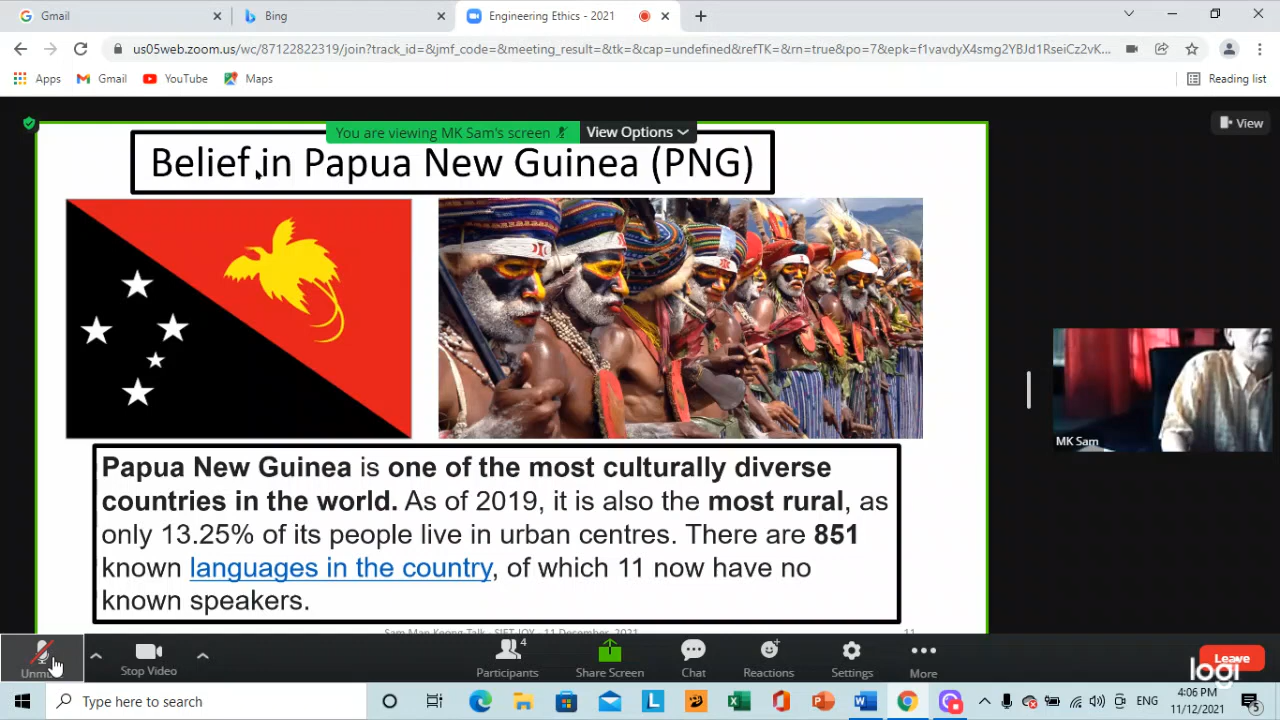 Gmail
Bing
Engineering Ethics - 2021
us05web.zoom.us/wc/87122822319/join?track_id=&jmf_code=&meeting_result=&tk=&cap=undefined&refTK=&rn=true&po=7&epk=f1vavdyX4smg2YBJd1RseiCz2vK...
Apps
Gmail
YouTube
Maps
Reading list
You are viewing MK Sam's screen
View Options
View
Belief in Papua New Guinea (PNG)
MK Sam
Papua New Guinea is one of the most culturally diverse
countries in the world. As of 2019, it is also the most rural, as
only 13.25% of its people live in urban centres. There are 851
known languages in the country, of which 11 now have no
known speakers.
11
Stop Video
4
Participants
Share Screen
Chat
Reactions
Settings
More
Leave
logi
Type here to search
ENG
4:06 PM
11/12/2021
5